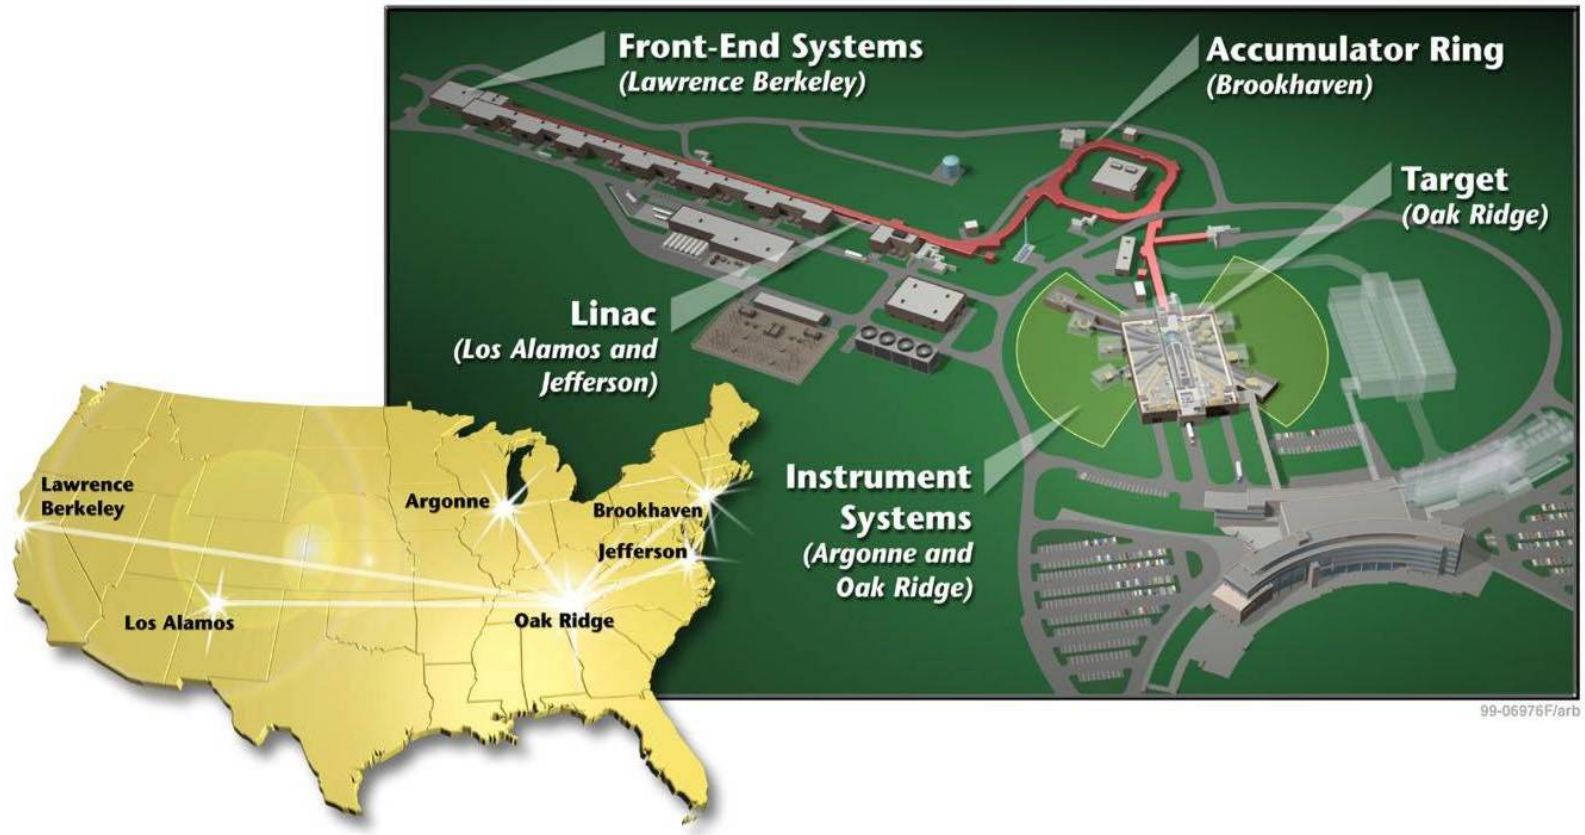 Front-End Systems
(Lawrence Berkeley)
Accumulator Ring
(Brookhaven)
Target
(Oak Ridge)
Linac
(Los Alamos and
Jefferson)
Instrument
Systems
(Argonne and
Oak Ridge)
Lawrence
Berkeley
Argonne
Brookhaven
Jefferson
Los Alamos
Oak Ridge
99-06976F/arb